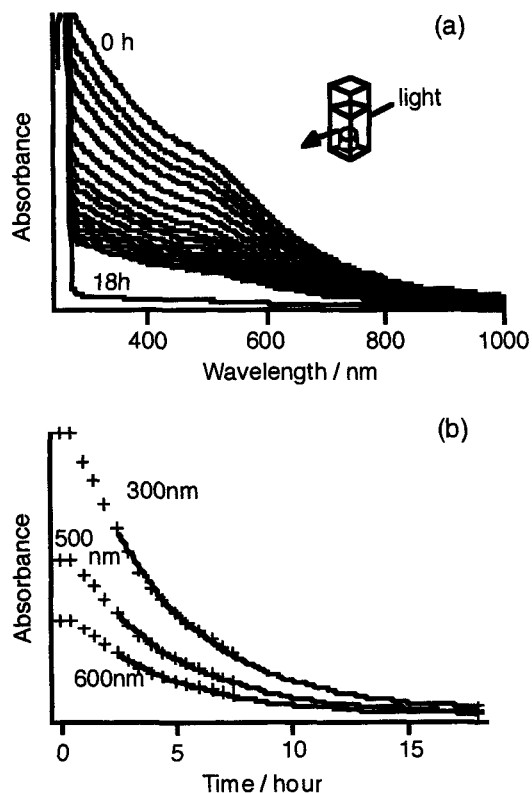 (a)
0 h
light
Absorbance
18h
400 600 800 1000
Wavelength / nm
(b)
300nm
500
nm
Absorbance
600nm
0 5 10 15
Time / hour